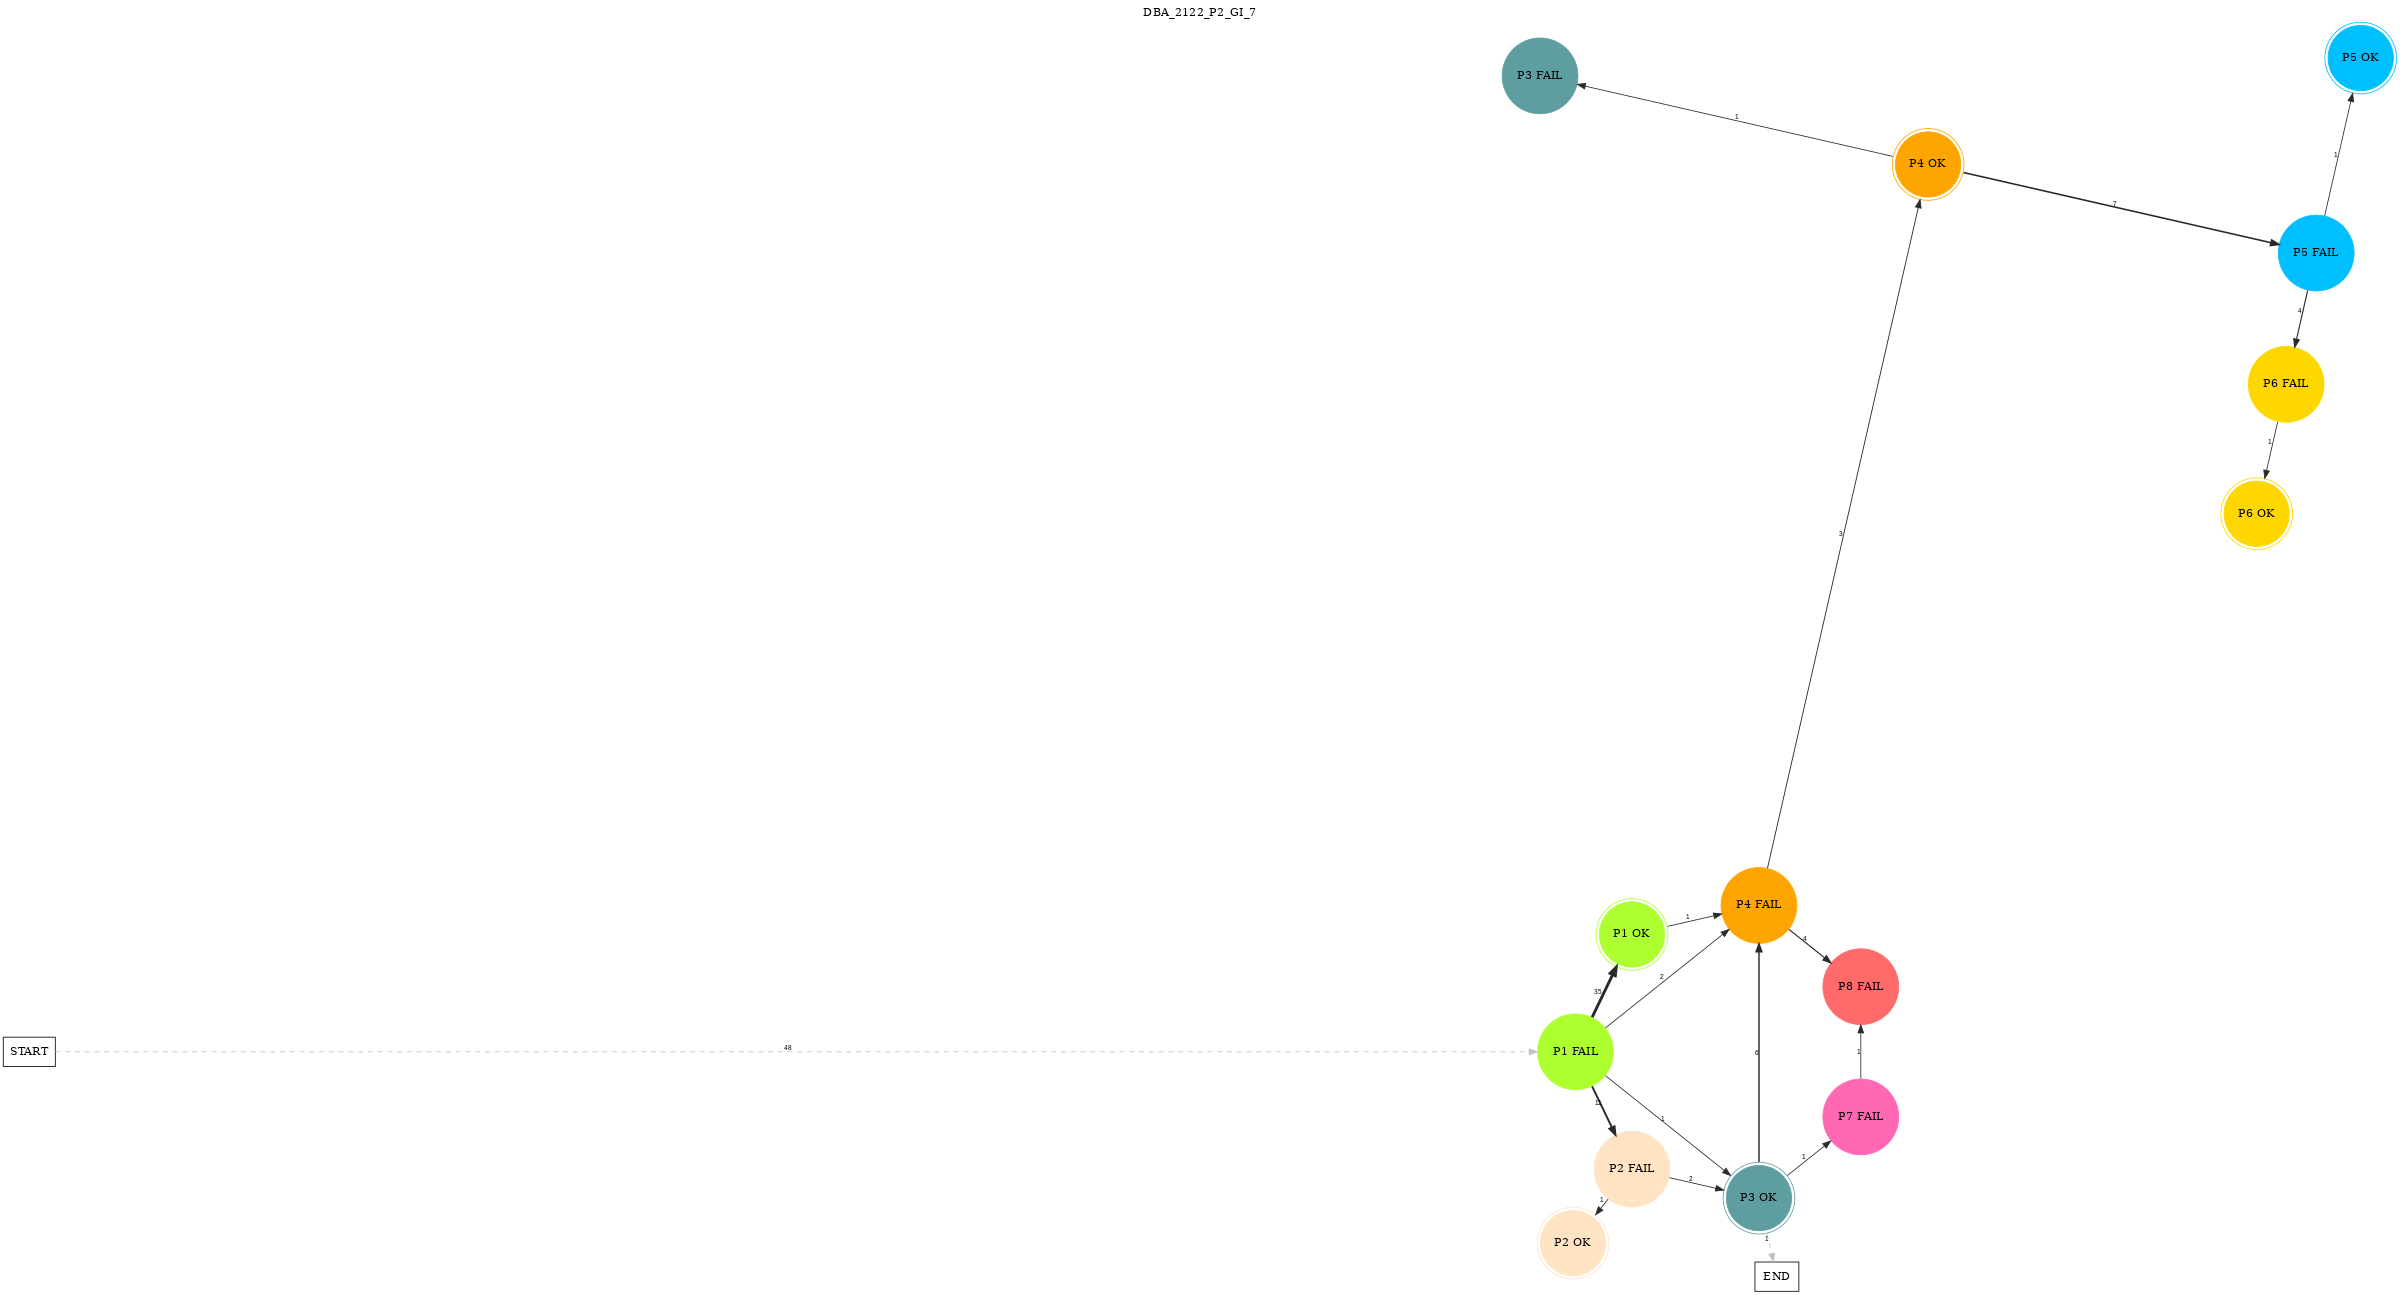 DBA_2122_P2_GI_7
P5 OK
P3 FAIL
1
1
P4 OK
7
P5 FAIL
4
P6 FAIL
1
P6 OK
3
P4 FAIL
1
P1 OK
4
2
P8 FAIL
35
START
48
P1 FAIL
6
1
1
P7 FAIL
1
P2 FAIL
2
1
1
P3 OK
P2 OK
1
END